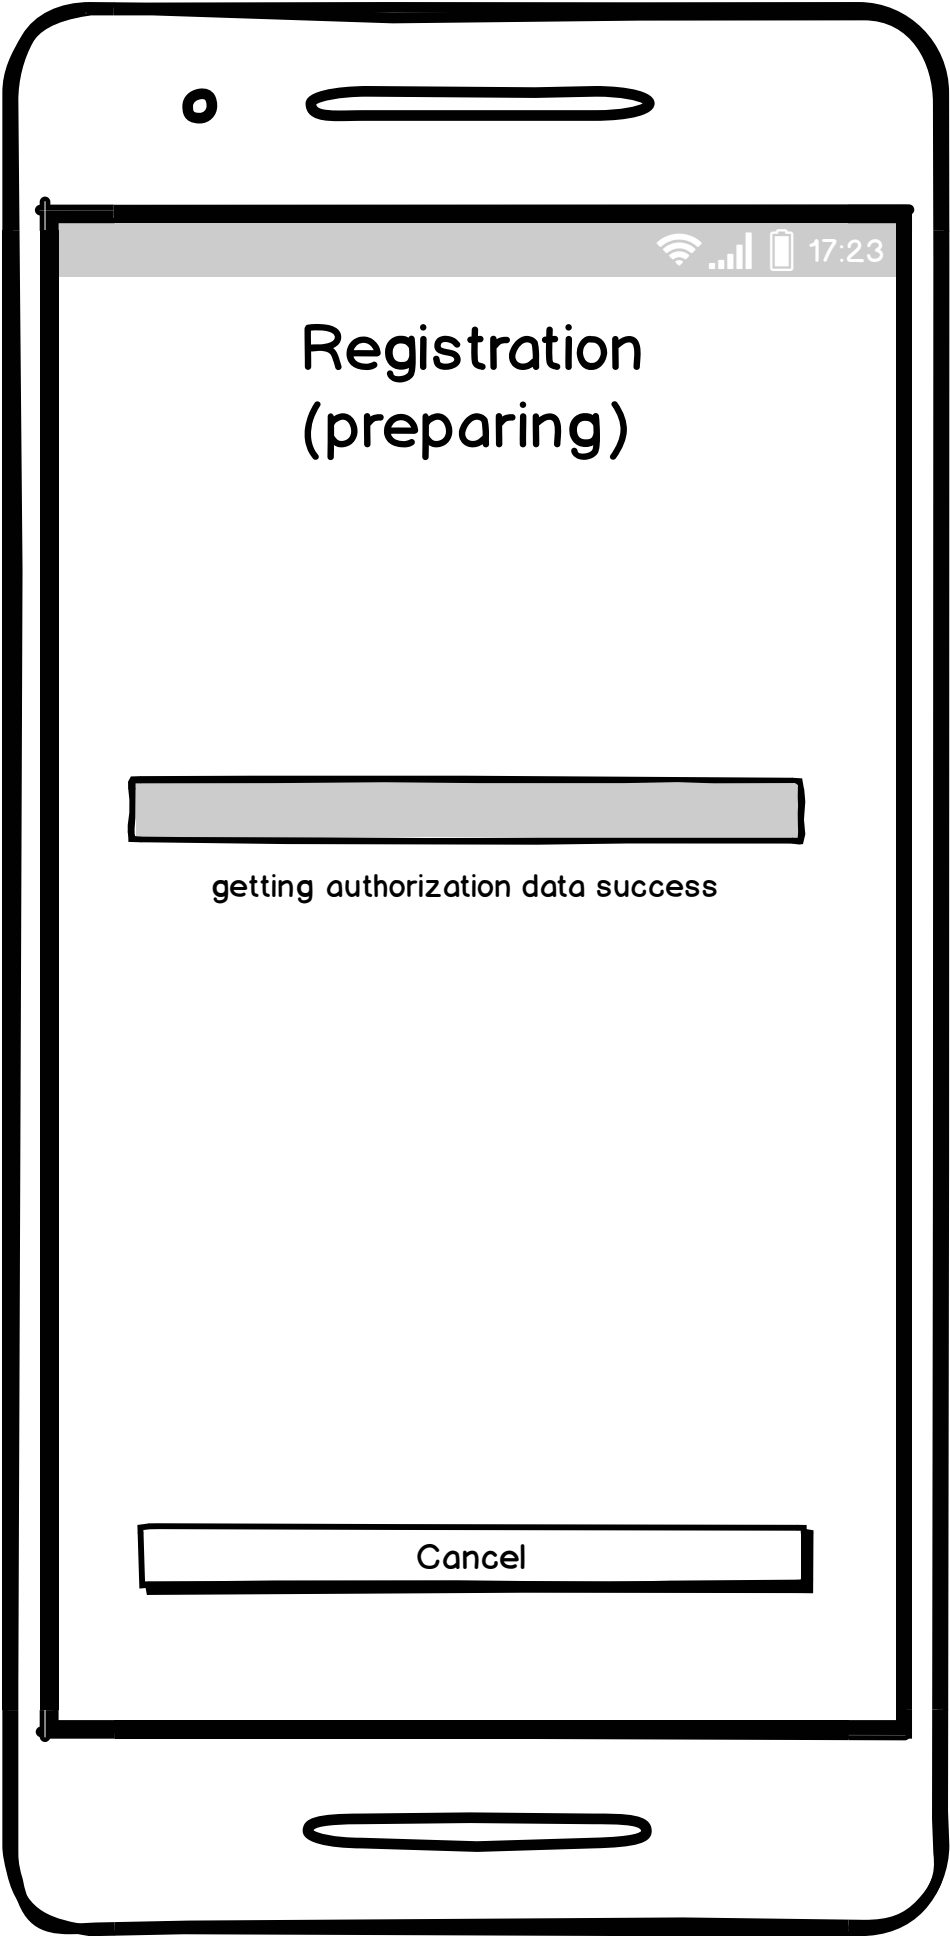 17:23
Registration
(preparing)
getting authorization data success
Cancel